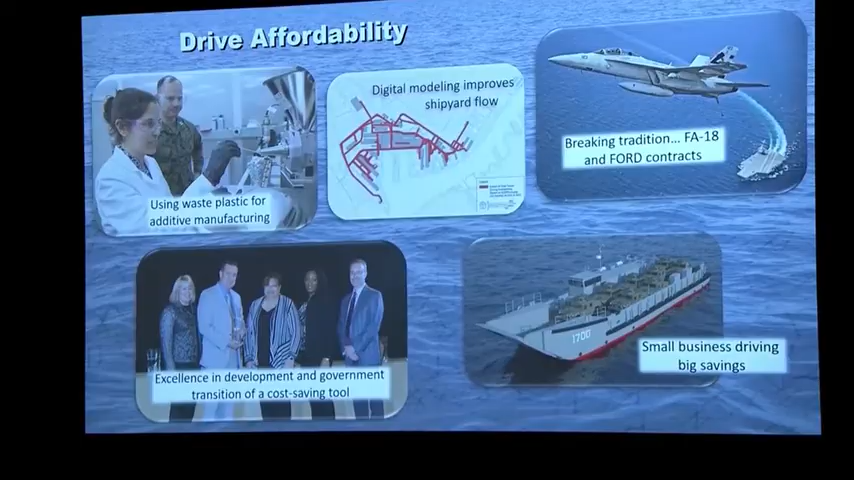 Drive Affordability
Using waste plastic for
additive manufacturing
Digital modeling improves
shipyard flow
Breaking tradition... FA-18
and FORD contracts
Excellence in development and government
transition of a cost-saving tool
1700
Small business driving
big savings